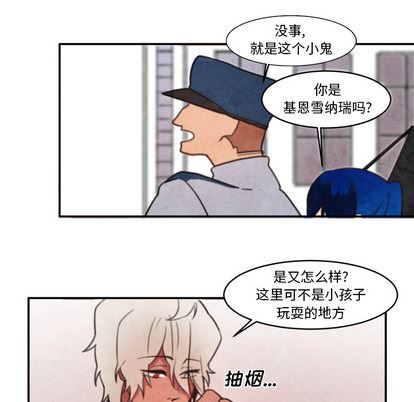 没事,
就是这个小鬼
你是
基恩雪纳瑞吗?
是又怎么样?
这里可不是小孩子
玩耍的地方
抽烟...